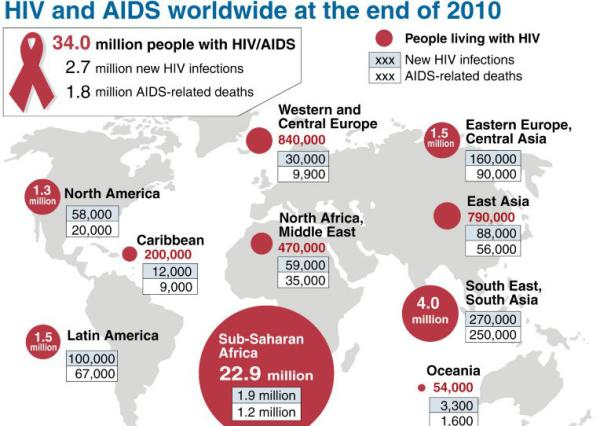 HIV and AIDS worldwide at the end of 2010
34.0 million people with HIV/AIDS
2.7 million new HIV infections
1.8 million AIDS-related deaths
People living with HIV
xxx New HIV infections
xxx AIDS-related deaths
Western and
Central Europe
840,000
30,000
9,900
1.5
million
Eastern Europe,
Central Asia
160,000
90,000
1.3
million
North America
58,000
20,000
East Asia
790,000
88,000
56,000
North Africa,
Middle East
470,000
59,000
35,000
Caribbean
200,000
12,000
9,000
4.0
million
South East,
South Asia
270,000
250,000
1.5
million
Latin America
100,000
67,000
Sub-Saharan
Africa
22.9 million
1.9 million
1.2 million
Oceania
54,000
3,300
1,600